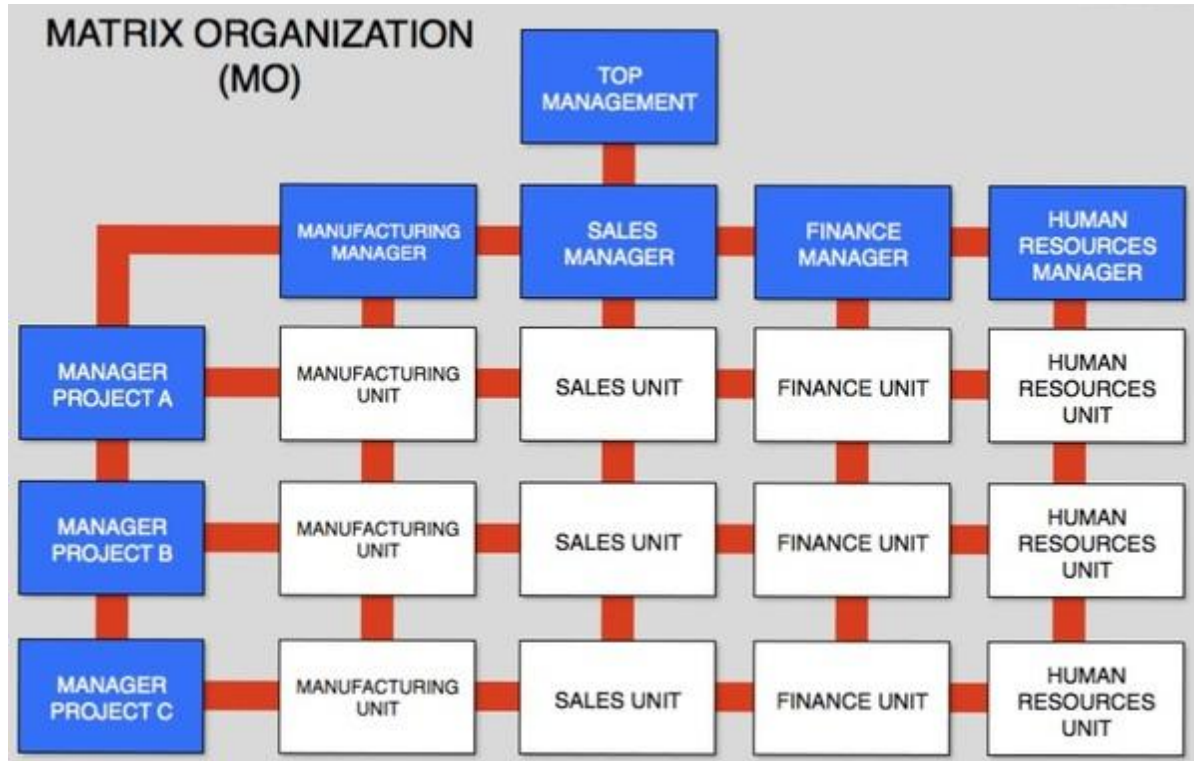 MATRIX ORGANIZATION
(MO)
TOP
MANAGEMENT
MANUFACTURING
MANAGER
SALES
MANAGER
FINANCE
MANAGER
HUMAN
RESOURCES
MANAGER
MANAGER
PROJECT A
MANUFACTURING
UNIT
SALES UNIT
FINANCE UNIT
HUMAN
RESOURCES
UNIT
MANAGER
PROJECT B
MANUFACTURING
UNIT
SALES UNIT
FINANCE UNIT
HUMAN
RESOURCES
UNIT
MANAGER
PROJECT C
MANUFACTURING
UNIT
SALES UNIT
FINANCE UNIT
HUMAN
RESOURCES
UNIT